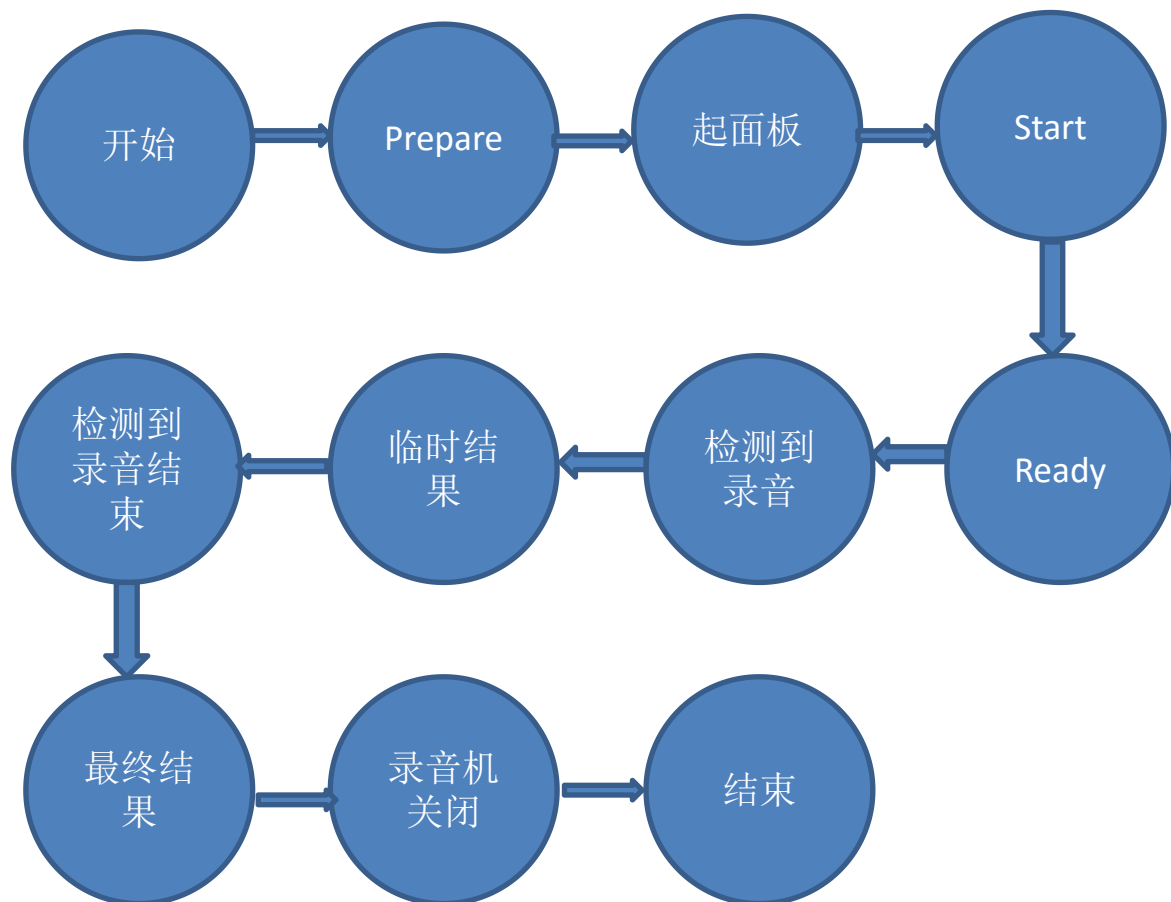 开始
Prepare
起面板
Start
Ready
检测到
录音
临时结
果
检测到
录音结
束
最终结
果
录音机
关闭
结束